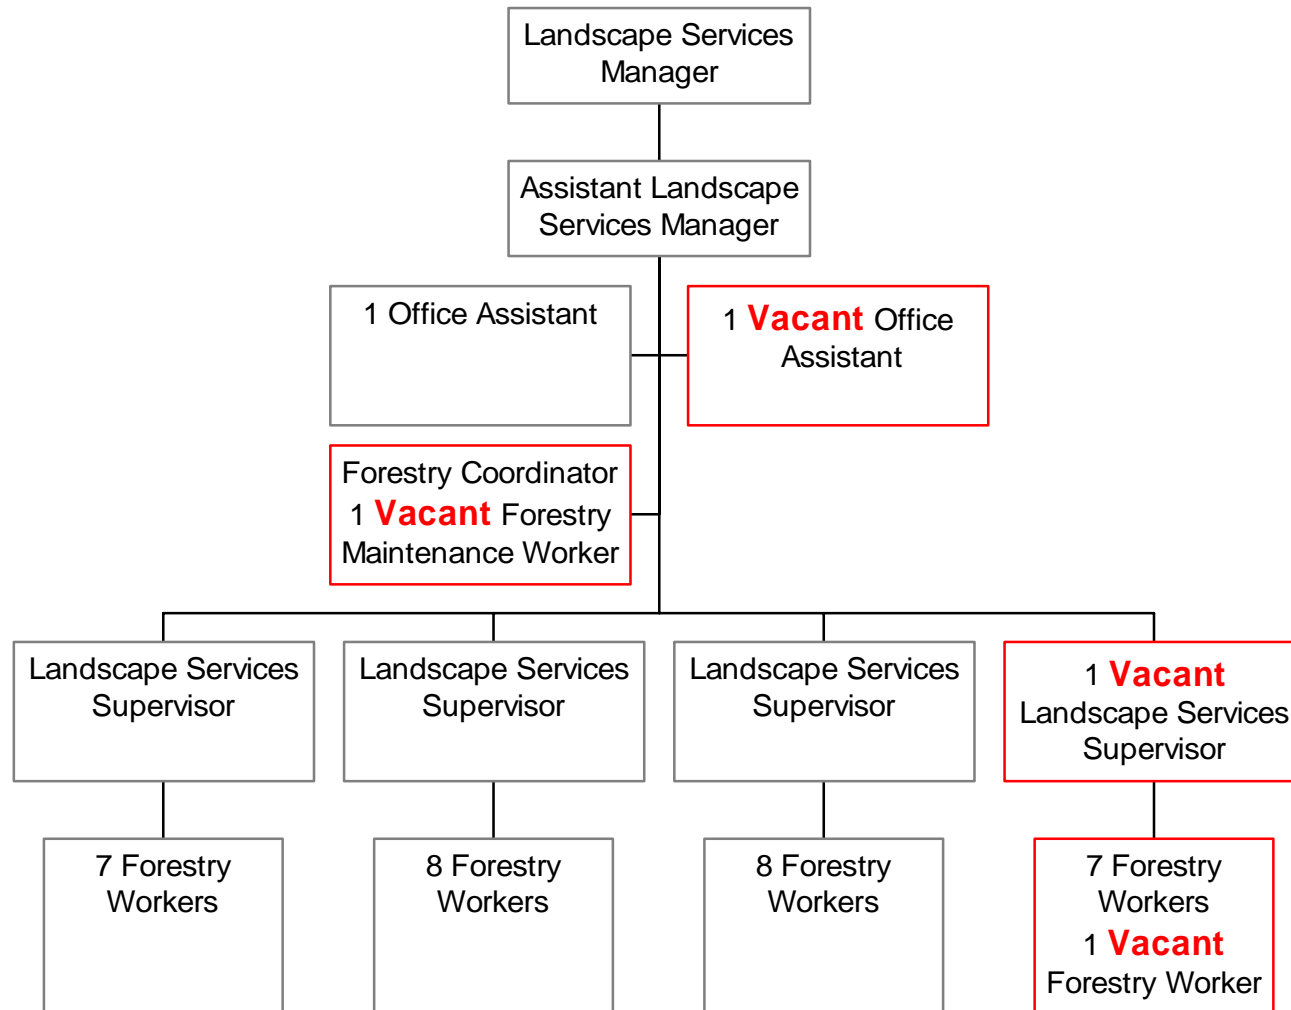 Landscape Services
Manager
Assistant Landscape
Services Manager
1 Office Assistant
1 Vacant Office
Assistant
Forestry Coordinator
1 Vacant Forestry
Maintenance Worker
Landscape Services
Supervisor
Landscape Services
Supervisor
Landscape Services
Supervisor
1 Vacant
Landscape Services
Supervisor
7 Forestry
Workers
8 Forestry
Workers
8 Forestry
Workers
7 Forestry
Workers
1 Vacant
Forestry Worker